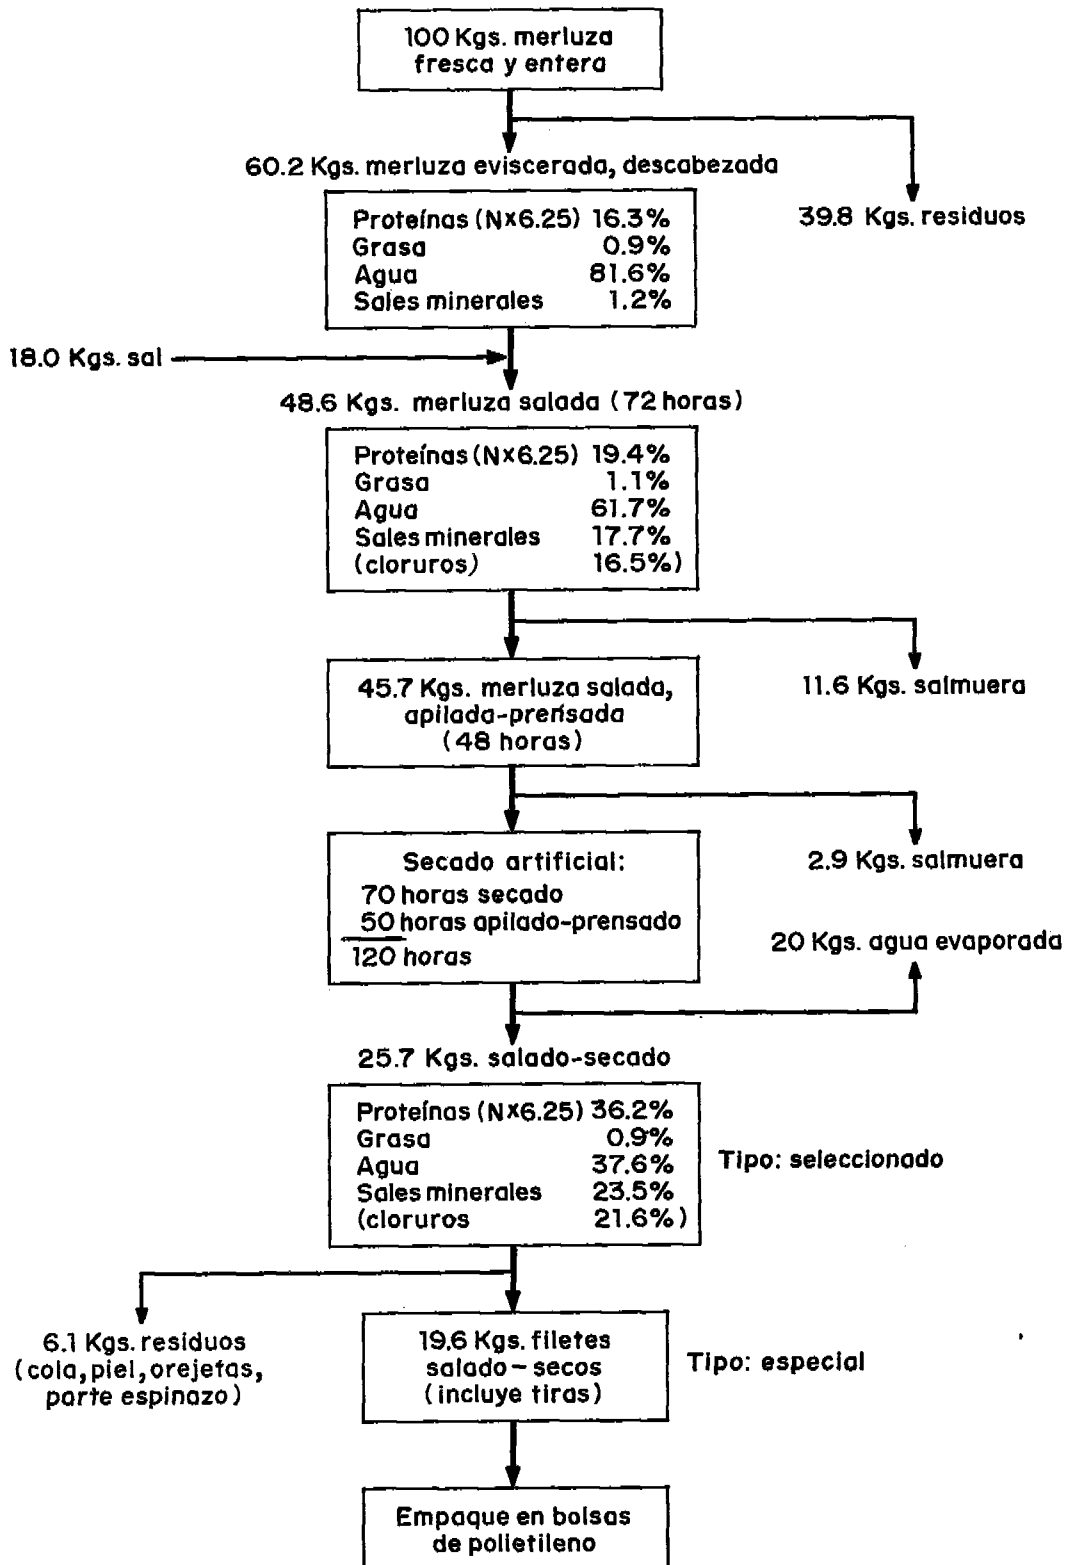 100 Kgs. merluza
fresca y entera
60.2 Kgs. merluza eviscerada, descabezada
39.8 Kgs. residuos
Proteínas (N×6.25) 16.3%
Grasa 0.9%
Agua 81.6%
Sales minerales 1.2%
18.0 Kgs. sal
48.6 Kgs. merluza salada (72 horas)
Proteínas (N×6.25) 19.4%
Grasa 1.1%
Agua 61.7%
Sales minerales 17.7%
(cloruros) 16.5%)
45.7 Kgs. merluza salada,
apilada-prensada
(48 horas)
11.6 Kgs. salmuera
Secado artificial:
70 horas secado
50 horas apilado-prensado
120 horas
2.9 Kgs. salmuera
20 Kgs. agua evaporada
25.7 Kgs. salado-secado
Proteínas (N×6.25) 36.2%
Grasa 0.9%
Agua 37.6%
Sales minerales 23.5%
(cloruros 21.6%)
Tipo: seleccionado
6.1 Kgs. residuos
(cola, piel, orejetas,
parte espinazo)
19.6 Kgs. filetes
salado-secos
(incluye tiras)
Tipo: especial
Empaque en bolsas
de polietileno